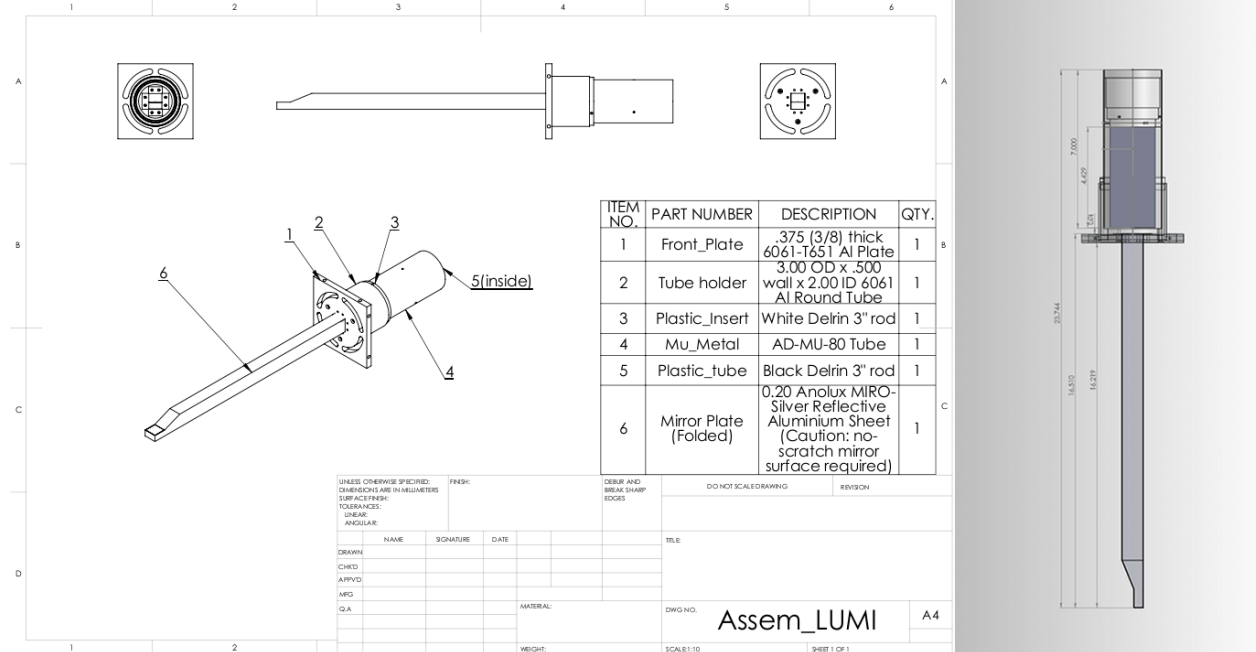 1 2 3 4 5 6
A A
1 2 3
6 5(inside)
4
B B
C C
D
ITEM NO. PART NUMBER DESCRIPTION QTY.
1 Front_Plate .375 (3/8) thick 6061-T651 Al Plate 1
2 Tube holder 3.00 OD x .500 wall x 2.00 ID 6061 Al Round Tube 1
3 Plastic_Insert White Delrin 3" rod 1
4 Mu_Metal AD-MU-80 Tube 1
5 Plastic_tube Black Delrin 3" rod 1
6 Mirror Plate (Folded) 0.20 Anolux MIRO-Silver Reflective Aluminium Sheet (Caution: no-scratch mirror surface required) 1
UNLESS OTHERWISE SPECIFIED:
DIMENSIONS ARE IN MILLIMETERS
SURFACE FINISH:
TOLERANCES:
LINEAR:
ANGULAR:
FINISH:
DEBUR AND
BREAK SHARP
EDGES
DO NOT SCALE DRAWING
REVISION
NAME SIGNATURE DATE
DRAWN
CHK'D
APPV'D
MFG
Q.A
TITLE:
MATERIAL:
DWG NO.
Assem_LUMI
A4
WEIGHT:
SCALE:1:10
SHEET 1 OF 1
1 2
7.000
4.429
23.744
16.510
16.219